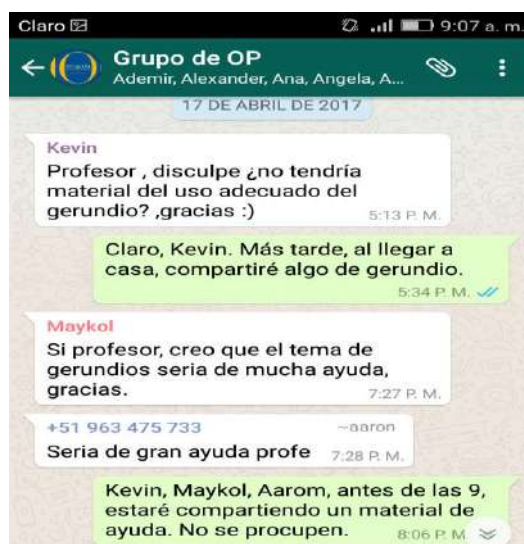 Claro 9:07 a. m.
Grupo de OP
Ademir, Alexander, Ana, Angela, A...
17 DE ABRIL DE 2017
Kevin
Profesor , disculpe ¿no tendría
material del uso adecuado del
gerundio? ,gracias :)
5:13 P. M.
Claro, Kevin. Más tarde, al llegar a
casa, compartiré algo de gerundio.
5:34 P. M.
Maykol
Si profesor, creo que el tema de
gerundios seria de mucha ayuda,
gracias.
7:27 P. M.
+51 963 475 733 ~aaron
Seria de gran ayuda profe 7:28 P. M.
Kevin, Maykol, Aarom, antes de las 9,
estaré compartiendo un material de
ayuda. No se procupen.
8:06 P. M